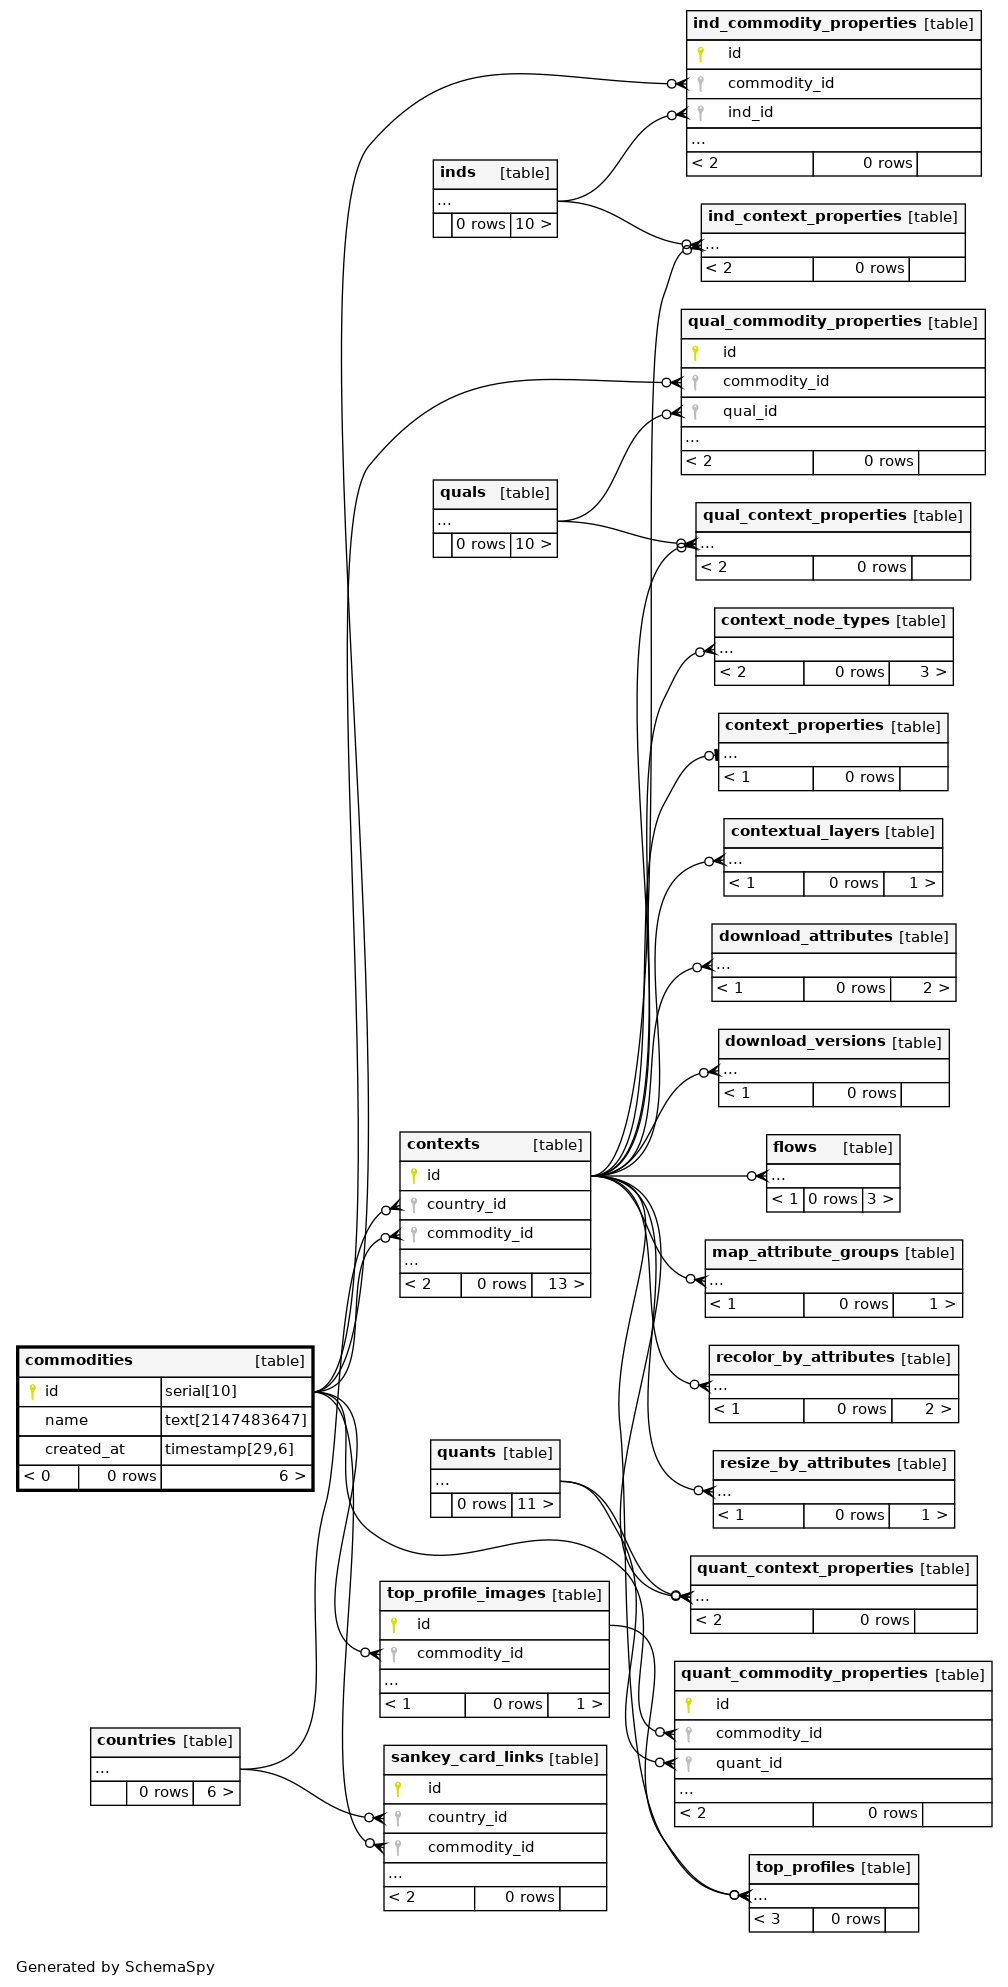 ind_commodity_properties [table]
id
commodity_id
ind_id
...
< 2 0 rows
inds [table]
...
0 rows 10 >
ind_context_properties [table]
...
< 2 0 rows
qual_commodity_properties [table]
id
commodity_id
qual_id
...
< 2 0 rows
quals [table]
...
0 rows 10 >
qual_context_properties [table]
...
< 2 0 rows
context_node_types [table]
...
< 2 0 rows 3 >
context_properties [table]
...
< 1 0 rows
contextual_layers [table]
...
< 1 0 rows 1 >
download_attributes [table]
...
< 1 0 rows 2 >
download_versions [table]
...
< 1 0 rows
contexts [table]
id
country_id
commodity_id
...
< 2 0 rows 13 >
flows [table]
...
< 1 0 rows 3 >
map_attribute_groups [table]
...
< 1 0 rows 1 >
commodities [table]
id serial[10]
name text[2147483647]
created_at timestamp[29,6]
< 0 0 rows 6 >
recolor_by_attributes [table]
...
< 1 0 rows 2 >
quants [table]
...
0 rows 11 >
resize_by_attributes [table]
...
< 1 0 rows 1 >
quant_context_properties [table]
...
< 2 0 rows
top_profile_images [table]
id
commodity_id
...
< 1 0 rows 1 >
quant_commodity_properties [table]
id
commodity_id
quant_id
...
< 2 0 rows
countries [table]
...
0 rows 6 >
sankey_card_links [table]
id
country_id
commodity_id
...
< 2 0 rows
top_profiles [table]
...
< 3 0 rows
Generated by SchemaSpy